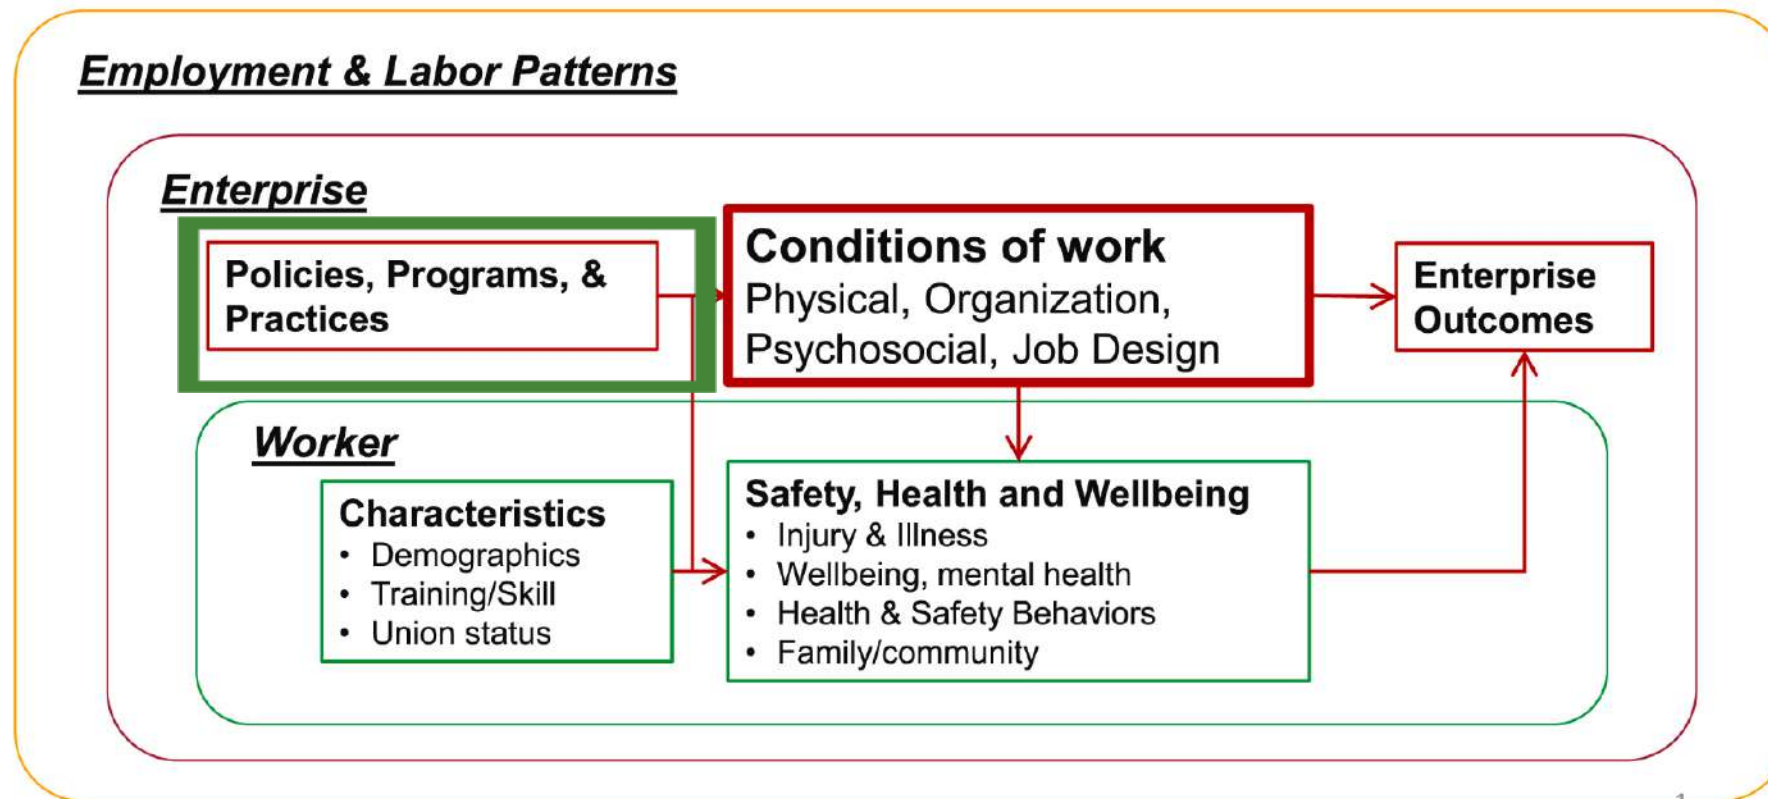 Employment & Labor Patterns
Enterprise
Policies, Programs, &
Practices
Conditions of work
Physical, Organization,
Psychosocial, Job Design
Enterprise
Outcomes
Worker
Characteristics
• Demographics
• Training/Skill
• Union status
Safety, Health and Wellbeing
• Injury & Illness
• Wellbeing, mental health
• Health & Safety Behaviors
• Family/community